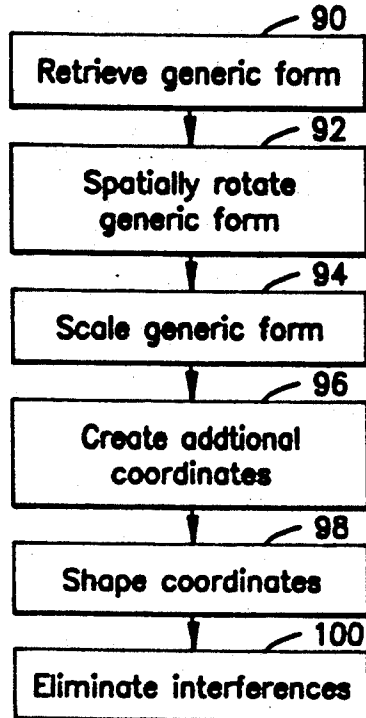 90
Retrieve generic form
92
Spatially rotate
generic form
94
Scale generic form
96
Create addtional
coordinates
98
Shape coordinates
100
Eliminate interferences